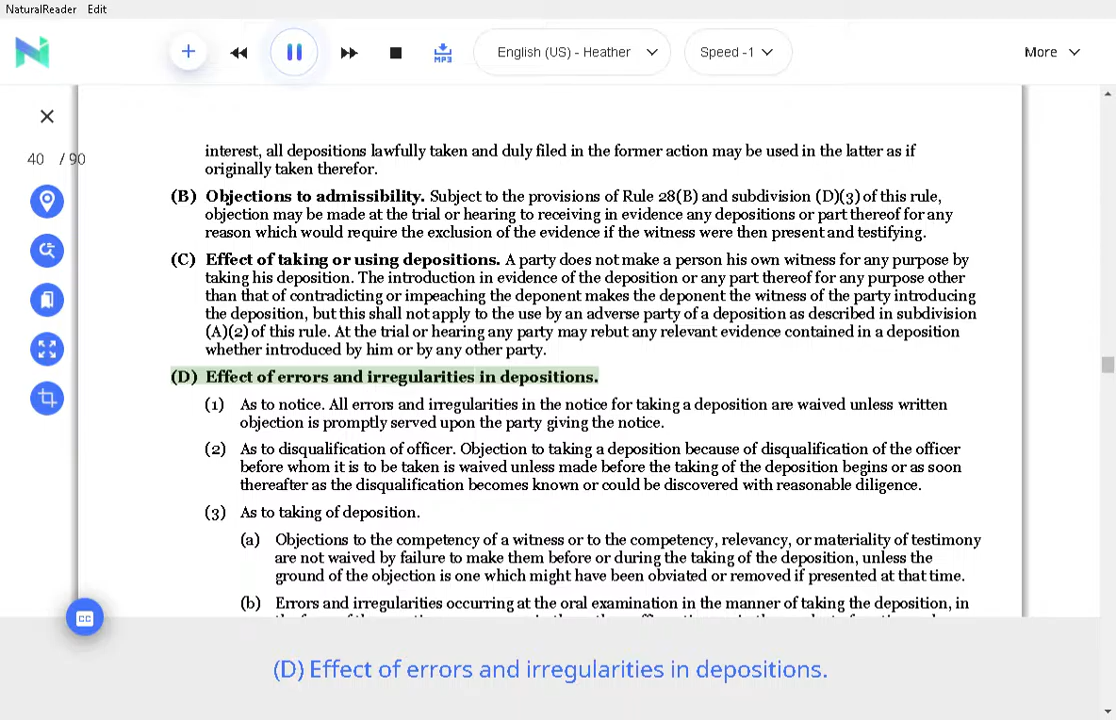 NaturalReader Edit
MP3
English (US) - Heather
Speed -1
More
40 / 90
interest, all depositions lawfully taken and duly filed in the former action may be used in the latter as if
originally taken therefor.
(B) Objections to admissibility. Subject to the provisions of Rule 28(B) and subdivision (D)(3) of this rule,
objection may be made at the trial or hearing to receiving in evidence any depositions or part thereof for any
reason which would require the exclusion of the evidence if the witness were then present and testifying.
(C) Effect of taking or using depositions. A party does not make a person his own witness for any purpose by
taking his deposition. The introduction in evidence of the deposition or any part thereof for any purpose other
than that of contradicting or impeaching the deponent makes the deponent the witness of the party introducing
the deposition, but this shall not apply to the use by an adverse party of a deposition as described in subdivision
(A)(2) of this rule. At the trial or hearing any party may rebut any relevant evidence contained in a deposition
whether introduced by him or by any other party.
(D) Effect of errors and irregularities in depositions.
(1) As to notice. All errors and irregularities in the notice for taking a deposition are waived unless written
objection is promptly served upon the party giving the notice.
(2) As to disqualification of officer. Objection to taking a deposition because of disqualification of the officer
before whom it is to be taken is waived unless made before the taking of the deposition begins or as soon
thereafter as the disqualification becomes known or could be discovered with reasonable diligence.
(3) As to taking of deposition.
(a) Objections to the competency of a witness or to the competency, relevancy, or materiality of testimony
are not waived by failure to make them before or during the taking of the deposition, unless the
ground of the objection is one which might have been obviated or removed if presented at that time.
(b) Errors and irregularities occurring at the oral examination in the manner of taking the deposition, in
CC
(D) Effect of errors and irregularities in depositions.